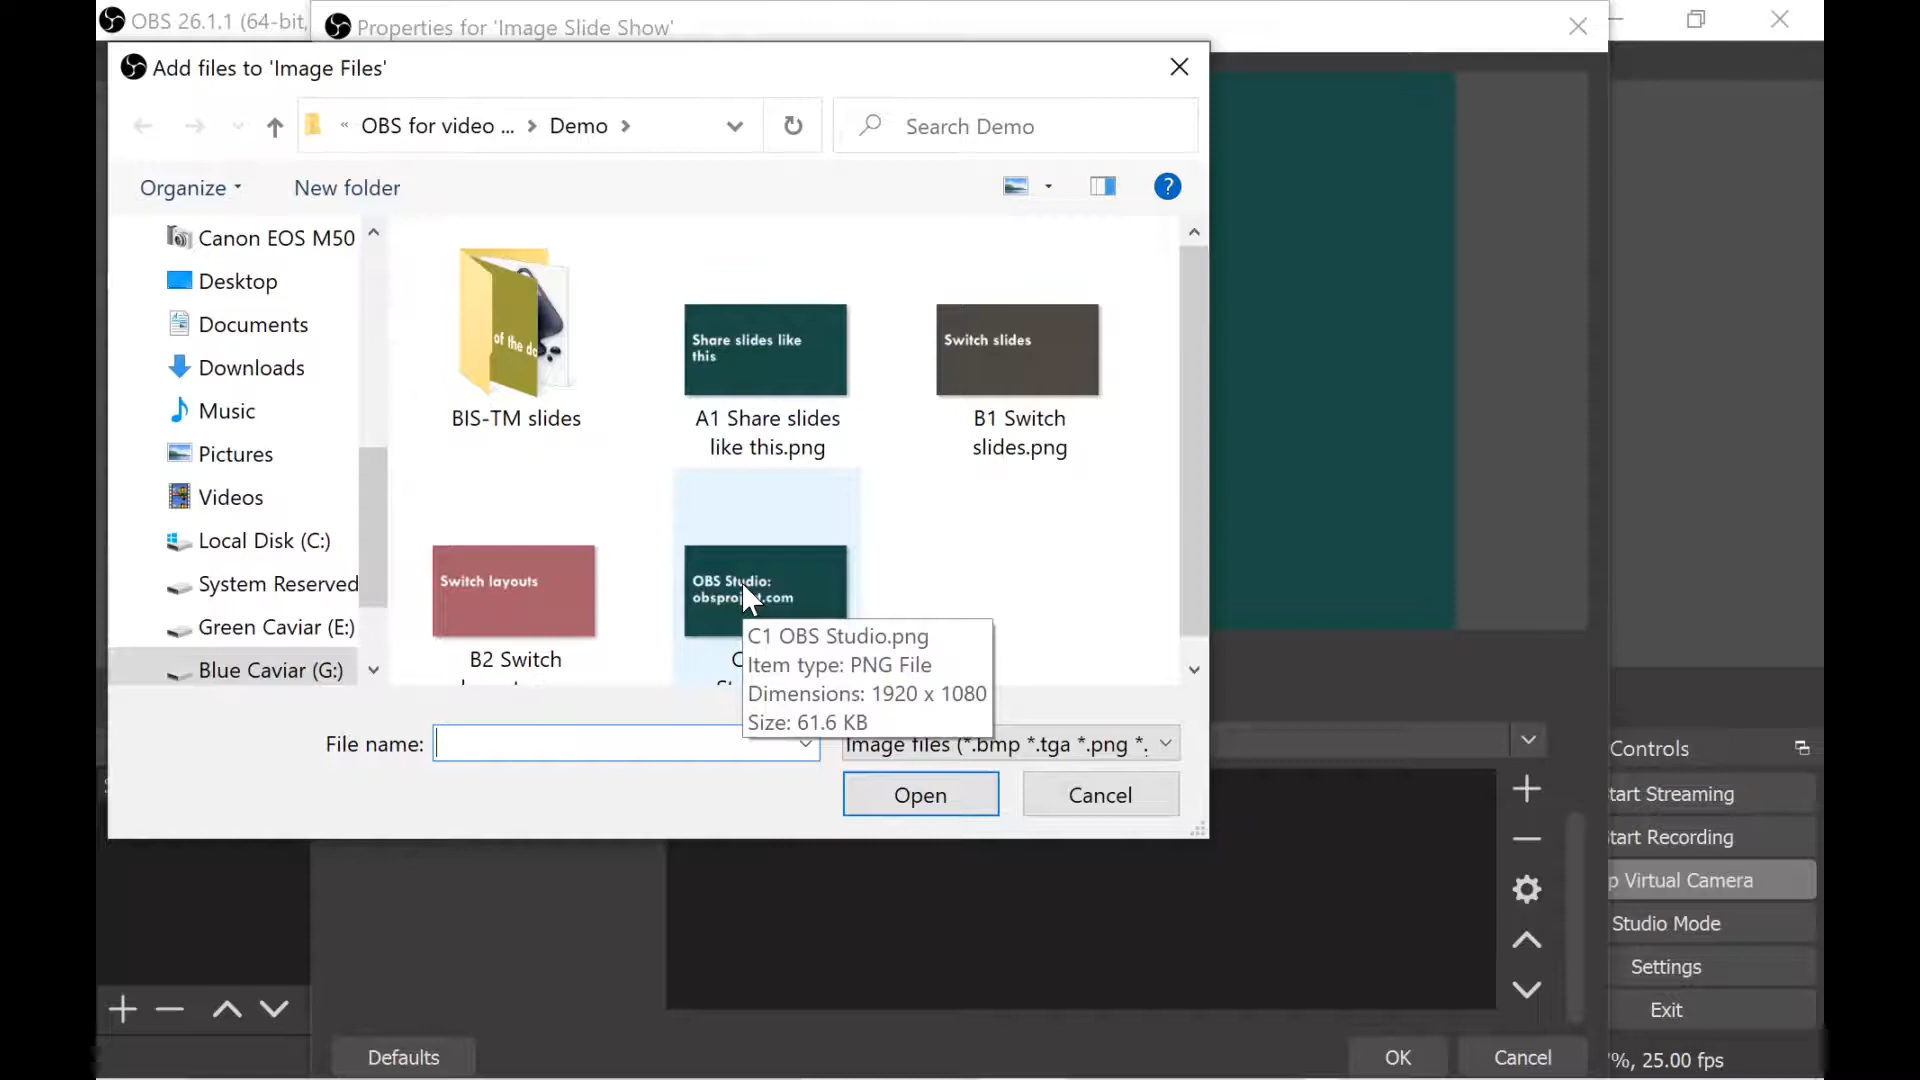 OBS 26.1.1 (64-bit,
Properties for 'Image Slide Show'
Add files to 'Image Files'
« OBS for video ... > Demo >
Search Demo
Organize
New folder
Canon EOS M50
Desktop
Documents
Downloads
Music
Pictures
Videos
Local Disk (C:)
System Reserved
Green Caviar (E:)
Blue Caviar (G:)
of the do
BIS-TM slides
Share slides like
this
A1 Share slides
like this.png
Switch slides
B1 Switch
slides.png
Switch layouts
B2 Switch
OBS Studio:
C1 OBS Studio.png
Item type: PNG File
Dimensions: 1920 x 1080
Size: 61.6 KB
File name:
Image files (*.bmp *.tga *.png *.
Open
Cancel
Controls
tart Streaming
tart Recording
p Virtual Camera
Studio Mode
Settings
Exit
Defaults
OK
Cancel
%, 25.00 fps